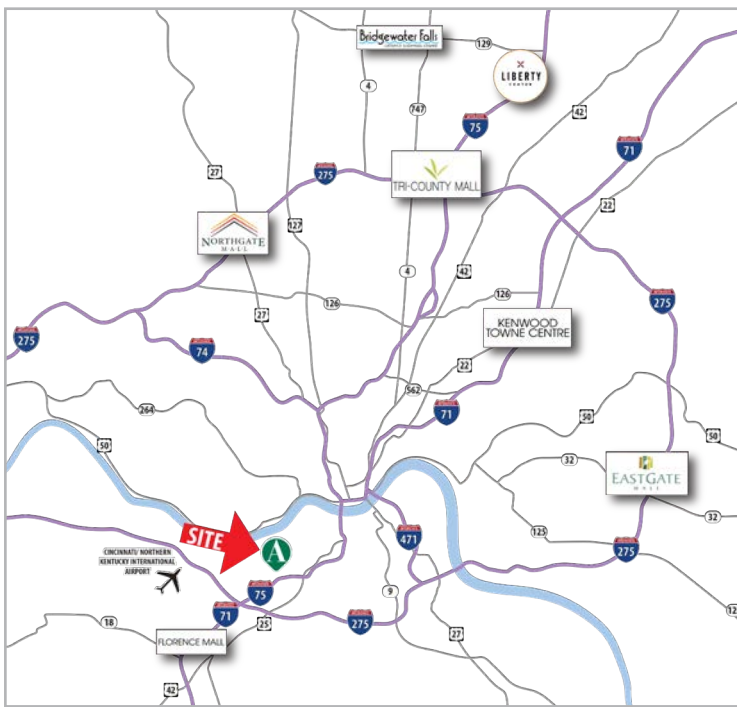 Bridgewater Falls
129
LIBERTY
CENTER
4
747
75
42
71
27
275
TRI-COUNTY MALL
22
NORTHGATE
MALL
127
42
4
126
126
275
27
KENWOOD
TOWNE CENTRE
275
74
22
562
71
264
50
50
50
32
EASTGATE
MALL
32
SITE
A
471
125
275
CINCINNATI/ NORTHERN
KENTUCKY INTERNATIONAL
AIRPORT
75
9
71
275
18
25
27
12
FLORENCE MALL
42